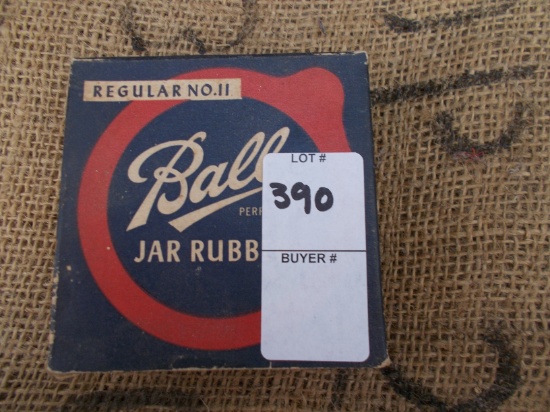 REGULAR NO.11
Ball
PERF
JAR RUBB
LOT #
390
BUYER #